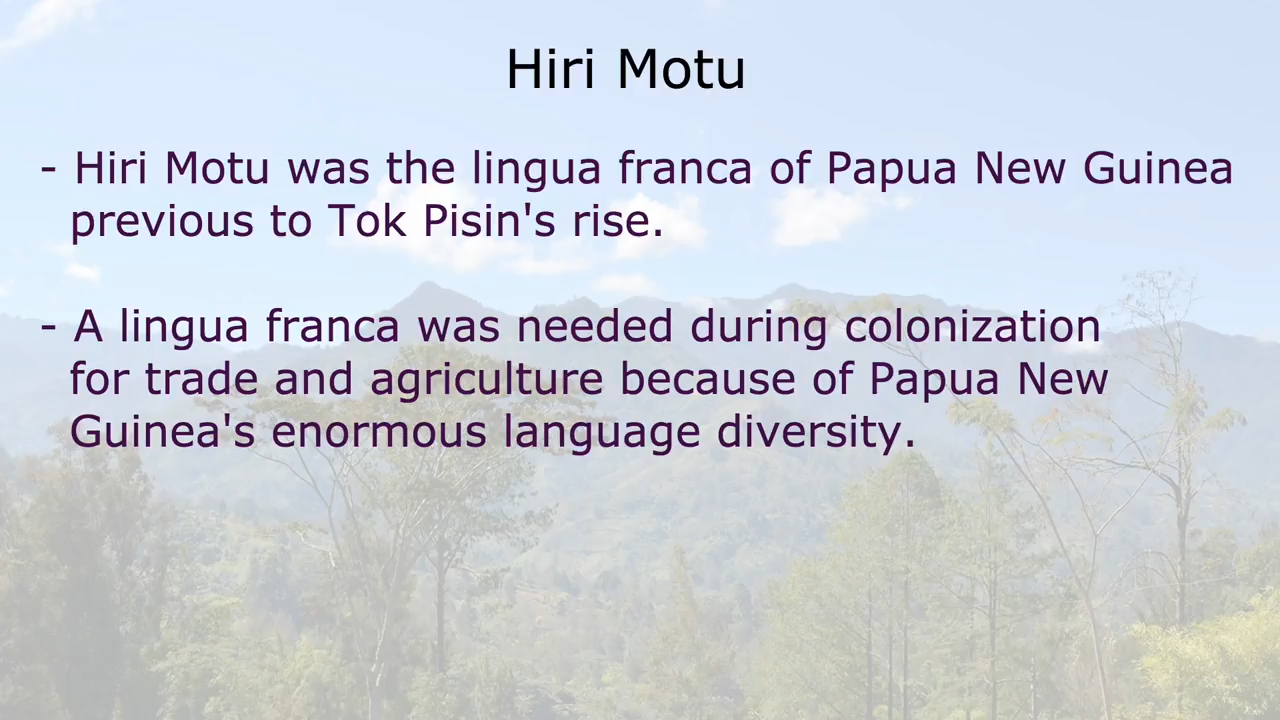 Hiri Motu
- Hiri Motu was the lingua franca of Papua New Guinea
previous to Tok Pisin's rise.
- A lingua franca was needed during colonization
for trade and agriculture because of Papua New
Guinea's enormous language diversity.